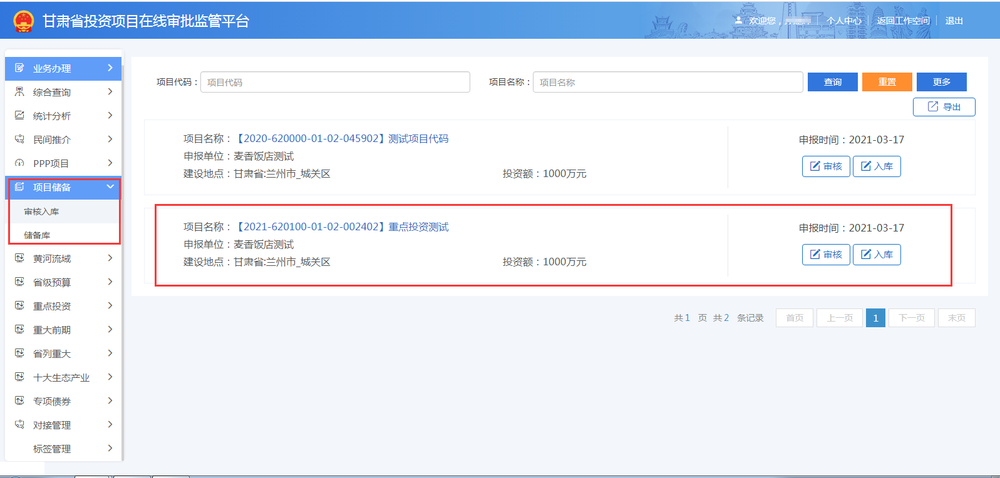 甘肃省投资项目在线审批监管平台
欢迎您，
个人中心
返回工作空间
退出
业务办理
综合查询
统计分析
民间推介
PPP项目
项目储备
审核入库
储备库
黄河流域
省级预算
重点投资
重大前期
省列重大
十大生态产业
专项债券
对接管理
标签管理
项目代码： 项目代码
项目名称： 项目名称
查询
重置
更多
导出
项目名称：【2020-620000-01-02-045902】测试项目代码
申报单位：麦香饭店测试
建设地点：甘肃省:兰州市_城关区
投资额：1000万元
申报时间：2021-03-17
审核 入库
项目名称：【2021-620100-01-02-002402】重点投资测试
申报单位：麦香饭店测试
建设地点：甘肃省:兰州市_城关区
投资额：1000万元
申报时间：2021-03-17
审核 入库
共1 页 共2 条记录 首页 上一页 1 下一页 末页